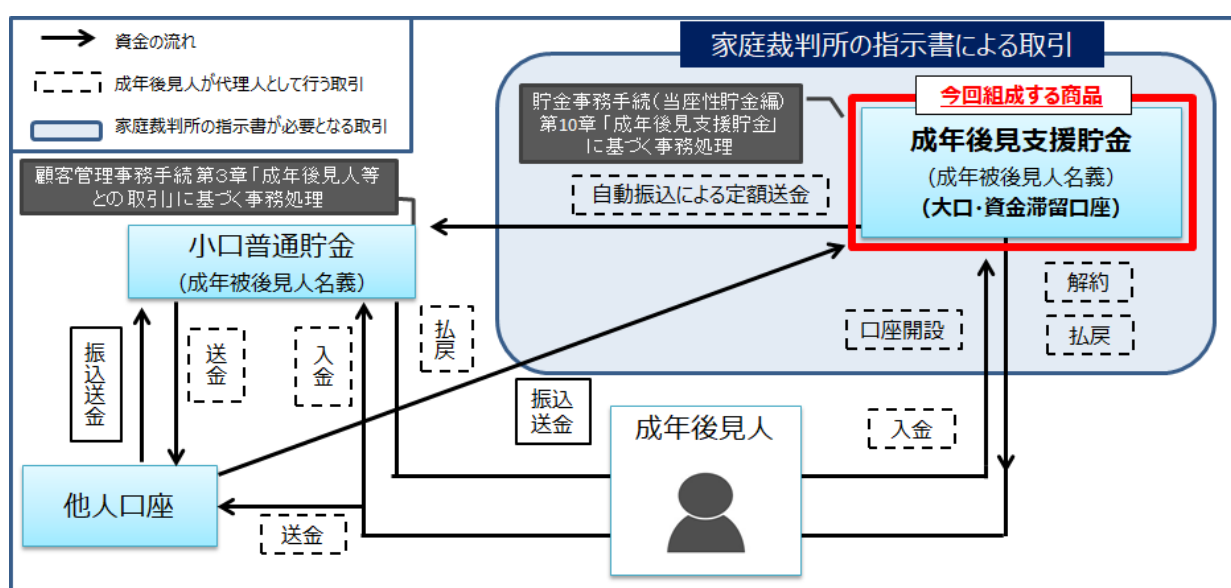 資金の流れ
成年後見人が代理人として行う取引
家庭裁判所の指示書が必要となる取引
家庭裁判所の指示書による取引
貯金事務手続(当座性貯金編)
第10章「成年後見支援貯金」
に基づく事務処理
今回組成する商品
成年後見支援貯金
(成年被後見人名義)
(大口・資金滞留口座)
顧客管理事務手続第3章「成年後見人等
との取引」に基づく事務処理
自動振込による定額送金
小口普通貯金
(成年被後見人名義)
解約
払戻
口座開設
払戻
入金
送金
振込送金
振込
送金
成年後見人
入金
他人口座
送金